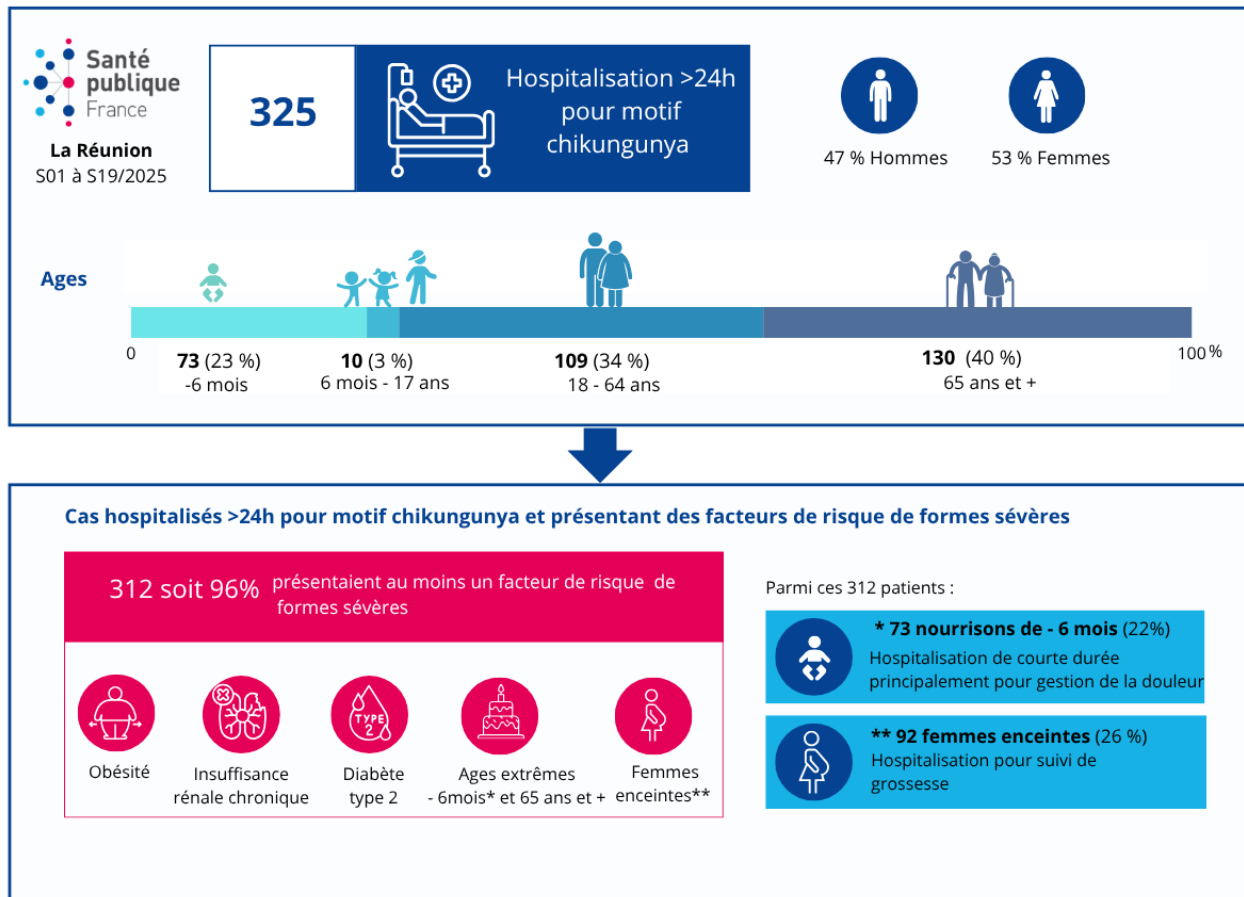 Santé
publique
France
La Réunion
S01 à S19/2025
325
Hospitalisation >24h
pour motif
chikungunya
47 % Hommes
53 % Femmes
Ages
0
73 (23 %)
-6 mois
10 (3 %)
6 mois - 17 ans
109 (34 %)
18 - 64 ans
130 (40 %)
65 ans et +
100 %
Cas hospitalisés >24h pour motif chikungunya et présentant des facteurs de risque de formes sévères
312 soit 96% présentaient au moins un facteur de risque de
formes sévères
Obésité
Insuffisance
rénale chronique
TYPE
2
Diabète
type 2
Ages extrêmes
- 6mois* et 65 ans et +
Femmes
enceintes**
Parmi ces 312 patients :
* 73 nourrisons de - 6 mois (22%)
Hospitalisation de courte durée
principalement pour gestion de la douleur
** 92 femmes enceintes (26 %)
Hospitalisation pour suivi de
grossesse